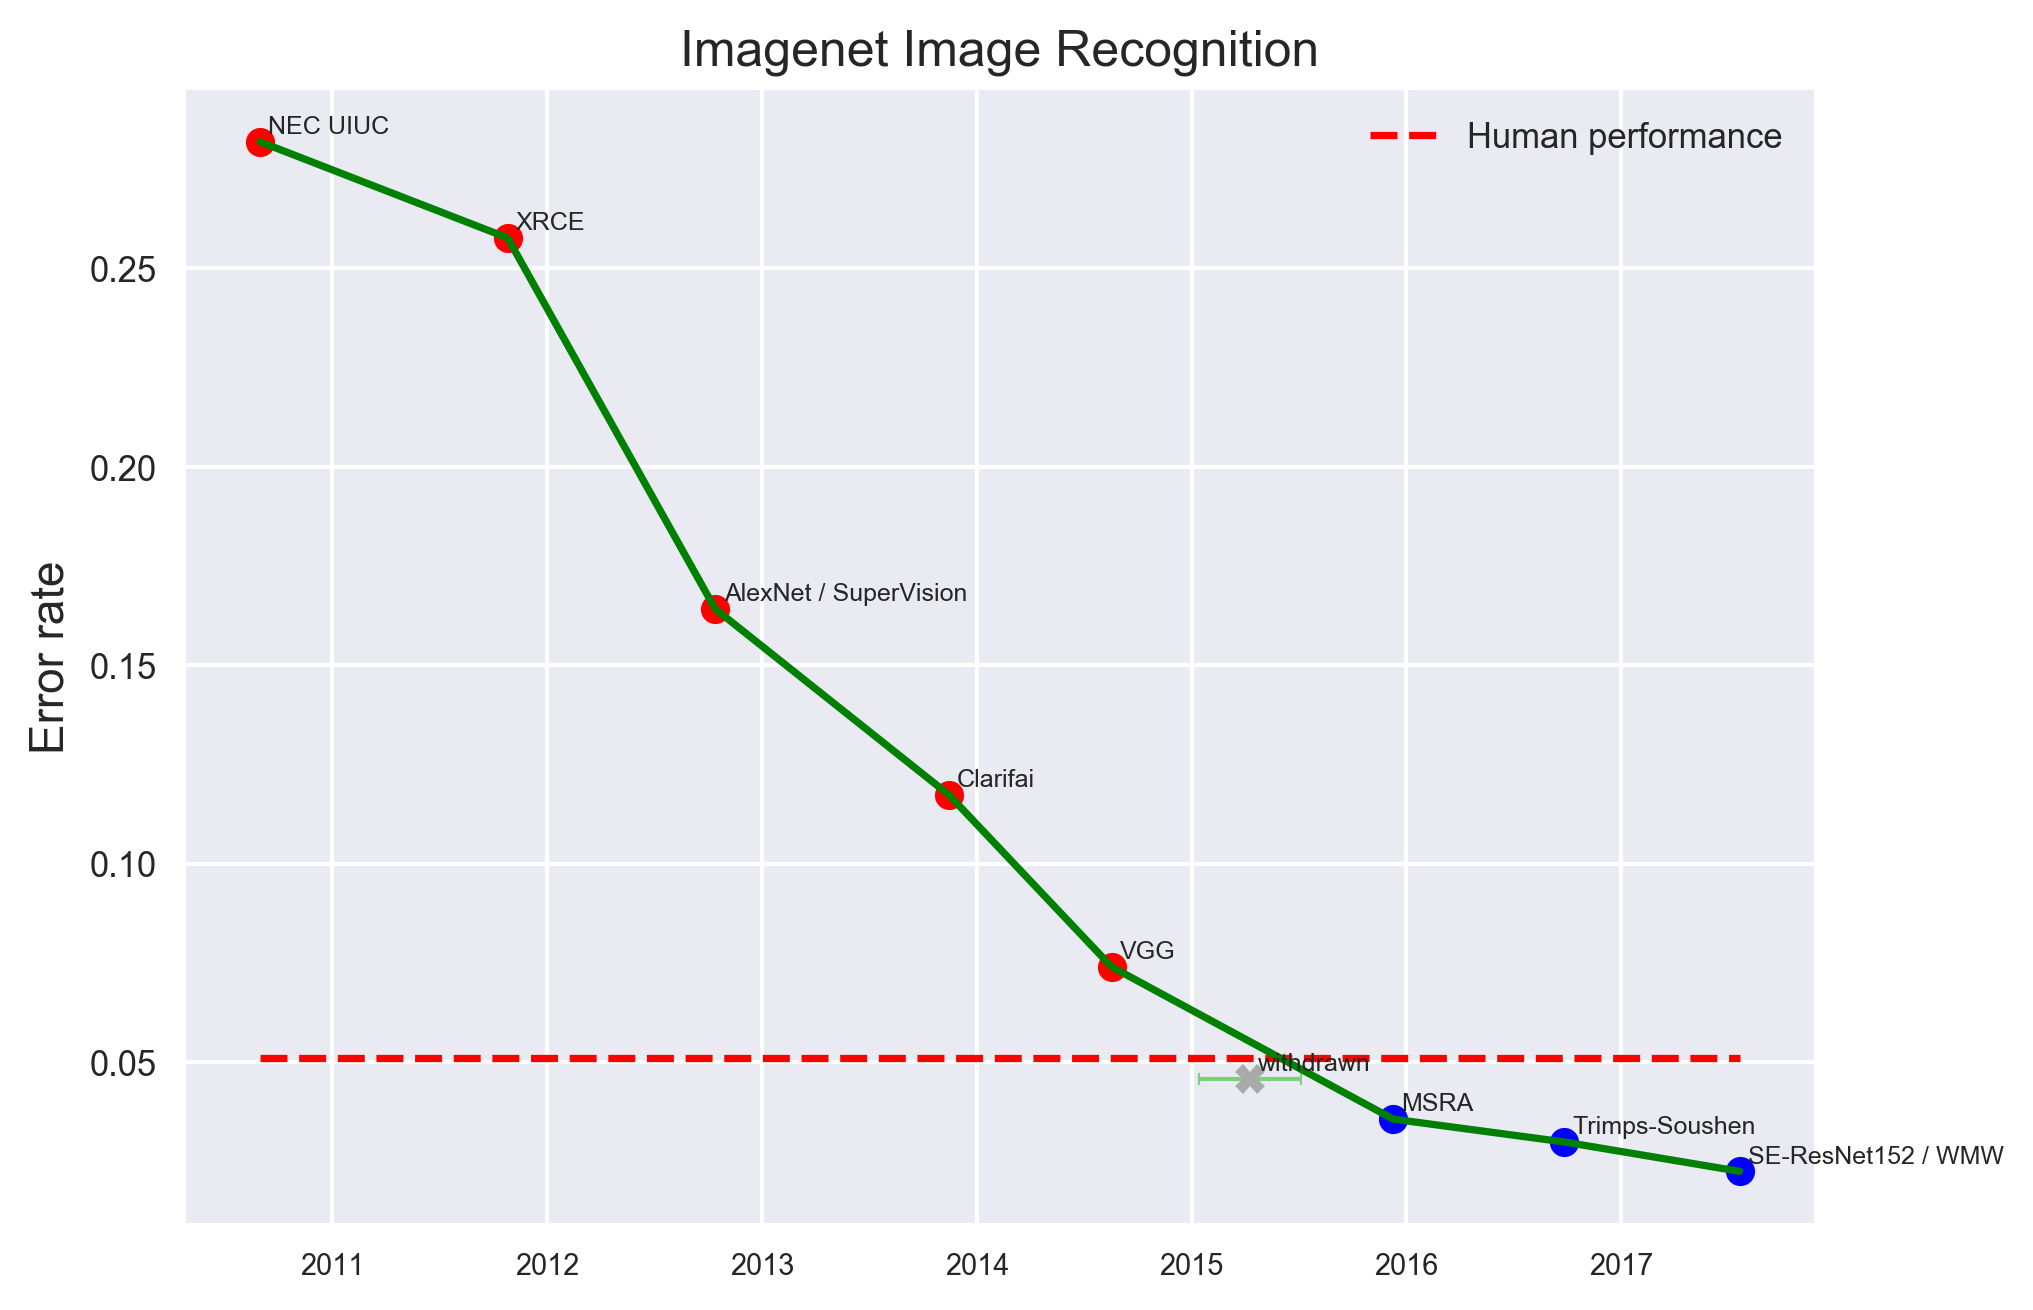 Imagenet Image Recognition
NEC UIUC
Human performance
XRCE
0.25
0.20
AlexNet / SuperVision
Error rate
0.15
Clarifai
0.10
VGG
0.05
withdrawn
MSRA
Trimps-Soushen
SE-ResNet152 / WMW
2011 2012 2013 2014 2015 2016 2017